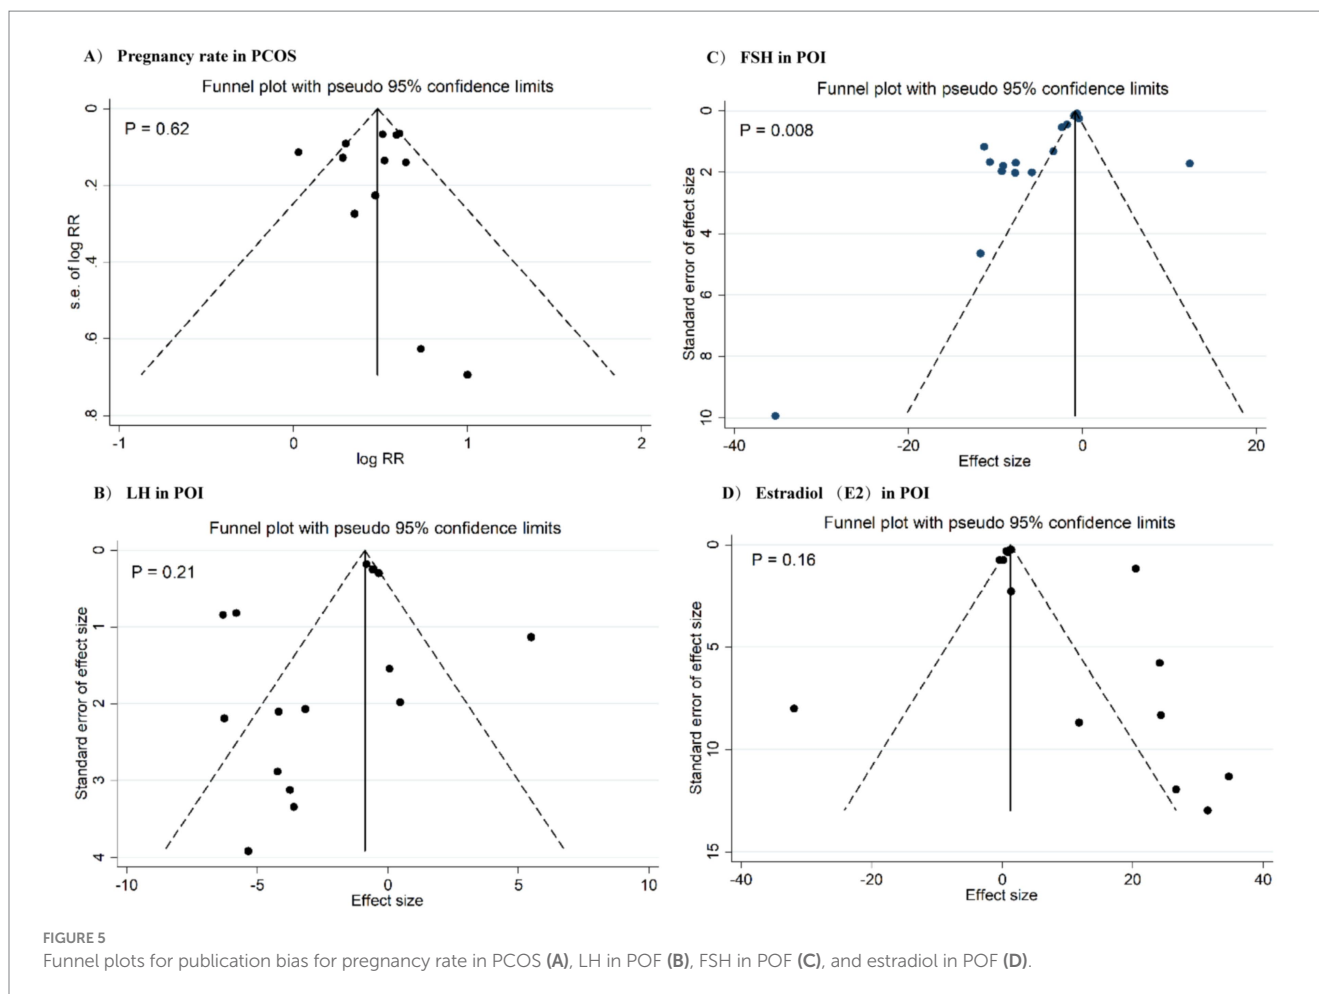 A） Pregnancy rate in PCOS
Funnel plot with pseudo 95% confidence limits
P = 0.62
s.e. of log RR
0
.2
.4
.6
.8
-1
0
1
2
log RR
C） FSH in POI
Funnel plot with pseudo 95% confidence limits
P = 0.008
Standard error of effect size
0
2
4
6
8
10
-40
-20
0
20
Effect size
B） LH in POI
Funnel plot with pseudo 95% confidence limits
P = 0.21
Standard error of effect size
0
1
2
3
4
-10
-5
0
5
10
Effect size
D） Estradiol （E2）in POI
Funnel plot with pseudo 95% confidence limits
P = 0.16
Standard error of effect size
0
5
10
15
-40
-20
0
20
40
Effect size
FIGURE 5
Funnel plots for publication bias for pregnancy rate in PCOS (A), LH in POF (B), FSH in POF (C), and estradiol in POF (D).